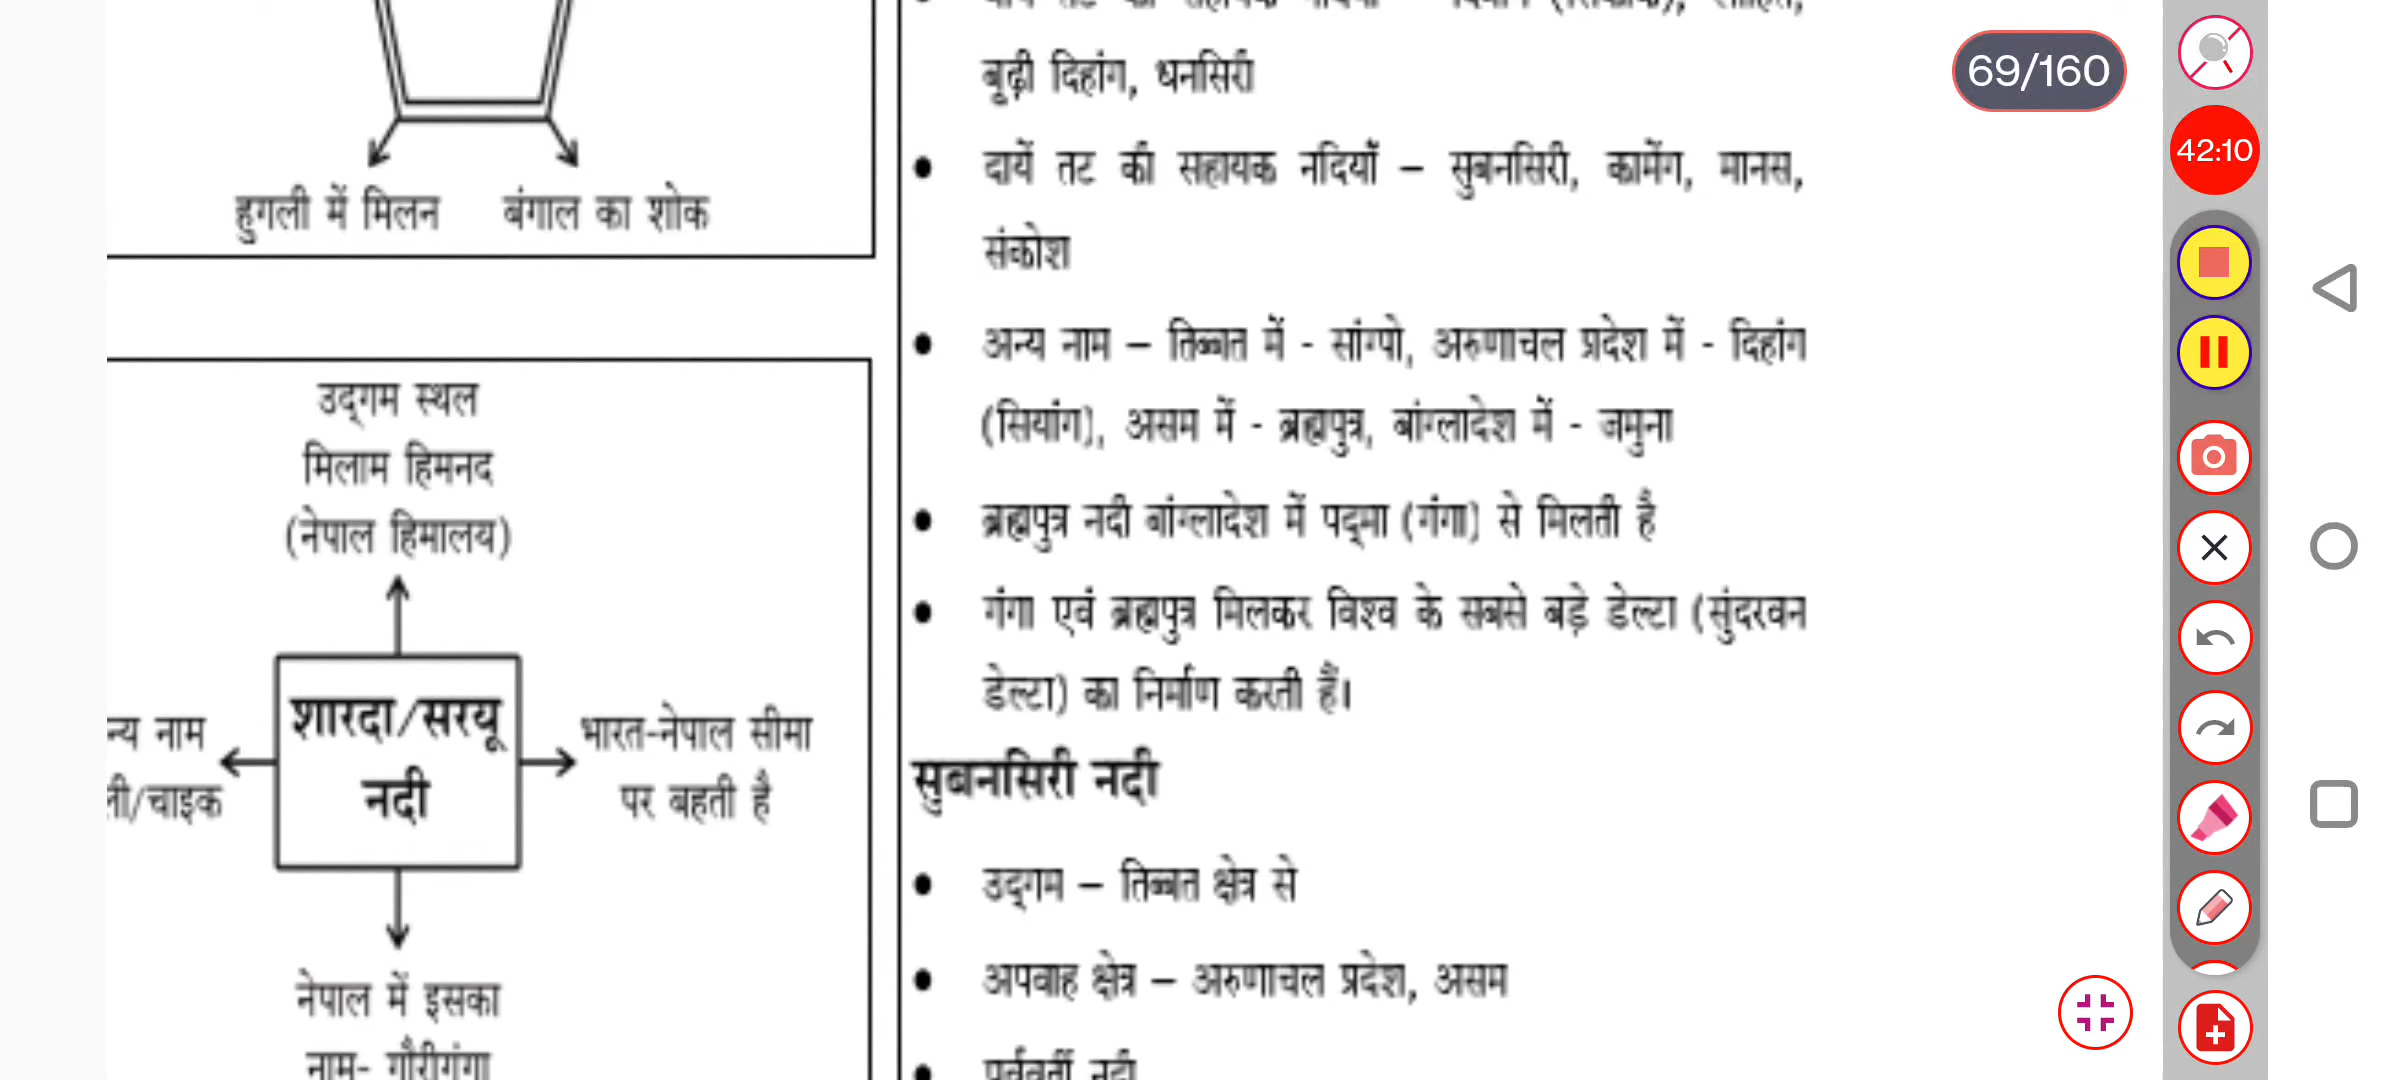 हुगली में मिलन
बंगाल का शोक
उद्गम स्थल
मिलाम हिमनद
(नेपाल हिमालय)
शारदा/सरयू
नदी
न्य नाम
ली/चाइक
भारत-नेपाल सीमा
पर बहती है
नेपाल में इसका
नाम- गौरीगंगा
बूढ़ी दिहांग, धनसिरी
• दायें तट की सहायक नदियाँ – सुबनसिरी, कामेंग, मानस,
संकोश
• अन्य नाम – तिब्बत में - सांग्पो, अरुणाचल प्रदेश में - दिहांग
(सियांग), असम में - ब्रह्मपुत्र, बांग्लादेश में - जमुना
• ब्रह्मपुत्र नदी बांग्लादेश में पद्मा (गंगा) से मिलती है
• गंगा एवं ब्रह्मपुत्र मिलकर विश्व के सबसे बड़े डेल्टा (सुंदरवन
डेल्टा) का निर्माण करती हैं।
सुबनसिरी नदी
• उद्गम – तिब्बत क्षेत्र से
• अपवाह क्षेत्र – अरुणाचल प्रदेश, असम
• पूर्ववर्ती नदी
69/160
42:10